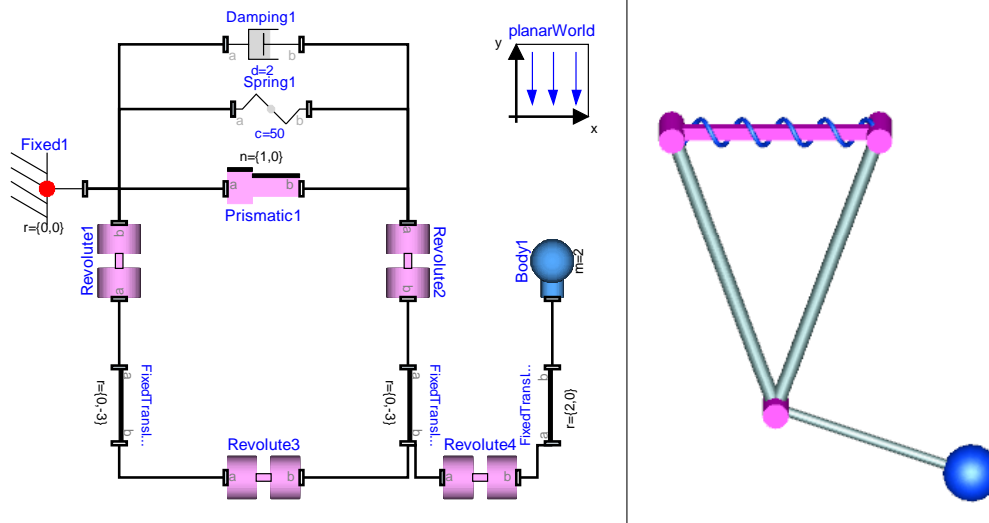 Damping1
a
b
d=2
Spring1
a
b
c=50
planarWorld
y
x
Fixed1
r={0,0}
n={1,0}
a
b
Prismatic1
Revolute1
b
a
Revolute2
a
b
Body1
m=2
r={0,-3}
a
b
FixedTransl...
r={0,-3}
a
b
FixedTransl...
FixedTransl...
b
a
r={2,0}
Revolute3
a
b
Revolute4
a
b